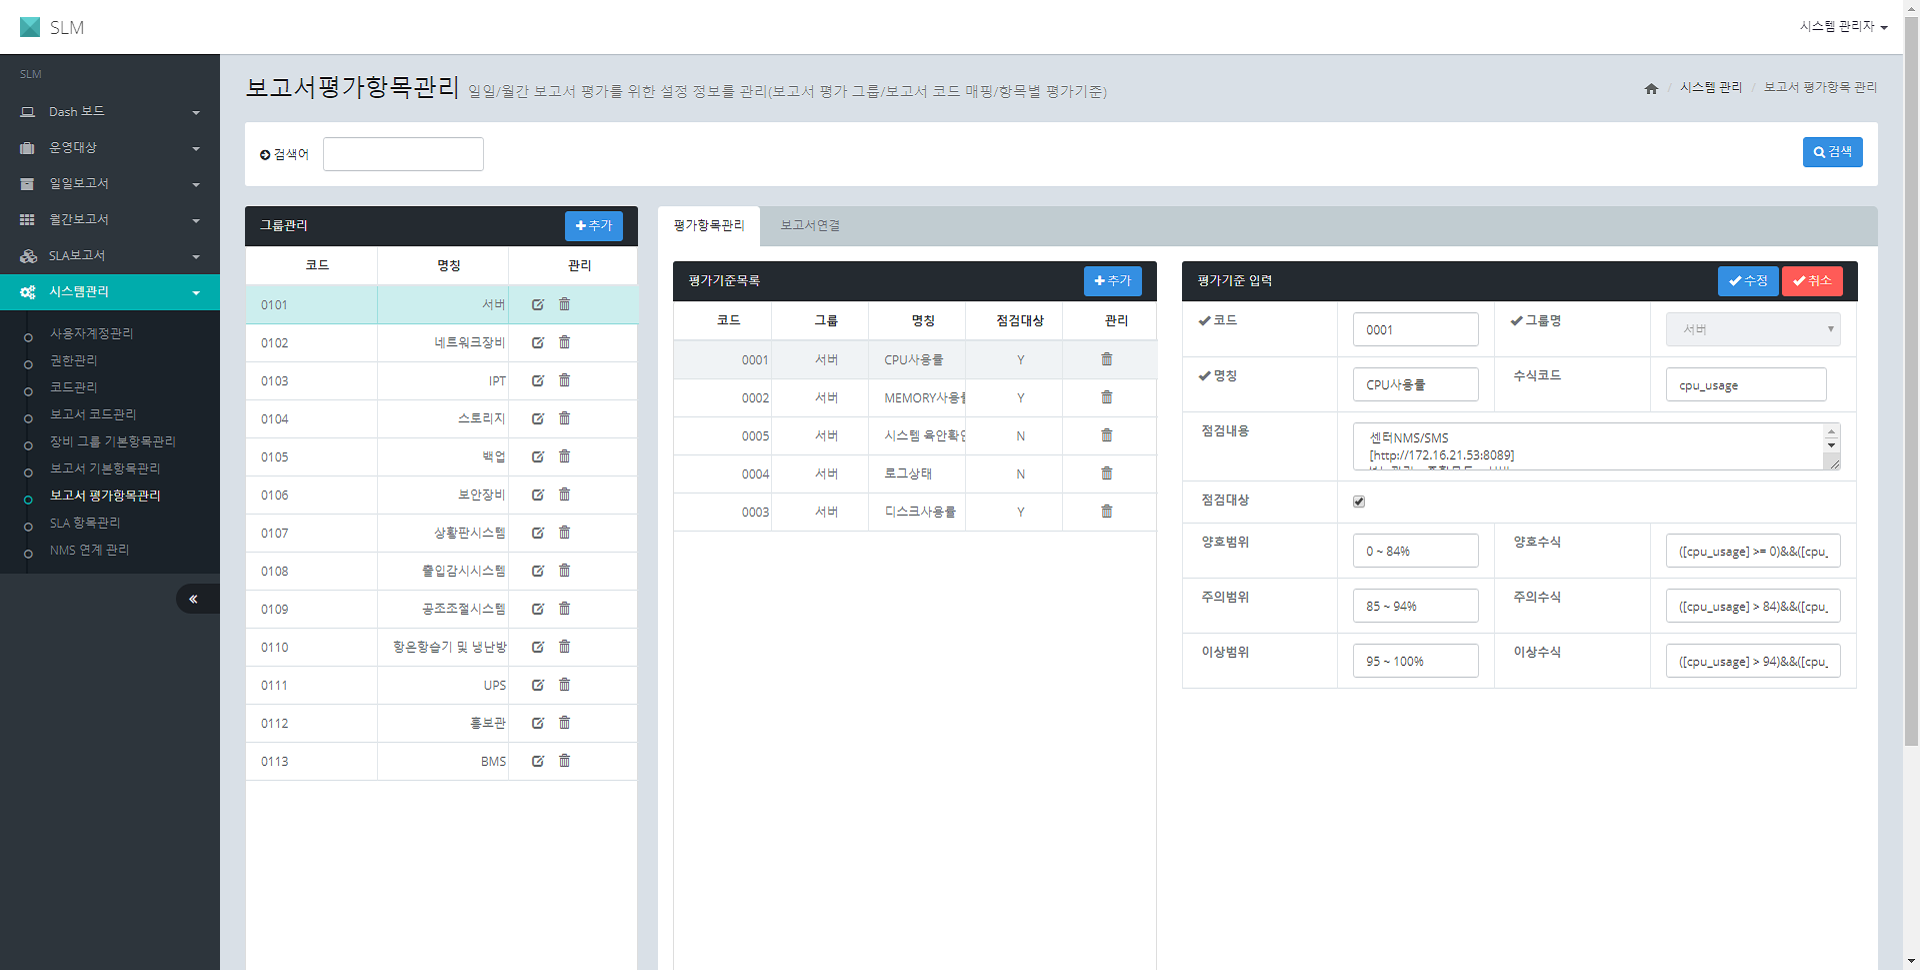 SLM
시스템 관리자
SLM
Dash 보드
운영대상
일일보고서
월간보고서
SLA보고서
시스템관리
사용자계정관리
권한관리
코드관리
보고서 코드관리
장비 그룹 기본항목관리
보고서 기본항목관리
보고서 평가항목관리
SLA 항목관리
NMS 연계 관리
보고서평가항목관리 일일/월간 보고서 평가를 위한 설정 정보를 관리(보고서 평가 그룹/보고서 코드 매핑/항목별 평가기준)
/ 시스템 관리 / 보고서 평가항목 관리
검색어
검색
그룹관리 추가
코드 명칭 관리
0101 서버
0102 네트워크장비
0103 IPT
0104 스토리지
0105 백업
0106 보안장비
0107 상황판시스템
0108 출입감시시스템
0109 공조조절시스템
0110 항온항습기 및 냉난방
0111 UPS
0112 홍보관
0113 BMS
평가항목관리 보고서연결
평가기준목록 추가
코드 그룹 명칭 점검대상 관리
0001 서버 CPU사용률 Y
0002 서버 MEMORY사용 Y
0005 서버 시스템 육안확인 N
0004 서버 로그상태 N
0003 서버 디스크사용률 Y
평가기준 입력 수정 취소
코드 0001 그룹명 서버
명칭 CPU사용률 수식코드 cpu_usage
점검내용 센터NMS/SMS
[http://172.16.21.53:8089]
점검대상
양호범위 0 ~ 84% 양호수식 ([cpu_usage] >= 0)&&([cpu_
주의범위 85 ~ 94% 주의수식 ([cpu_usage] > 84)&&([cpu_
이상범위 95 ~ 100% 이상수식 ([cpu_usage] > 94)&&([cpu_